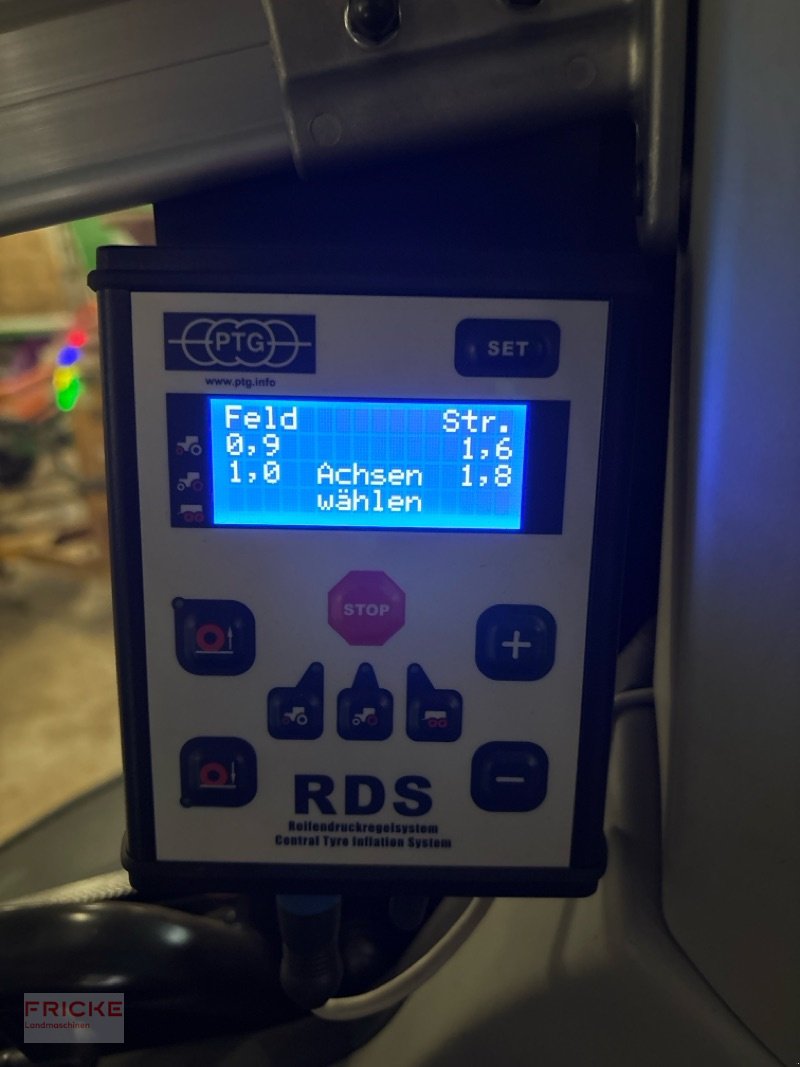 PTG
www.ptg.info
SET
Feld Str.
0,9 1,6
1,0 Achsen 1,8
wählen
STOP
RDS
Reifendruckregelsystem
Central Tyre Inflation System
FRICKE
Landmaschinen